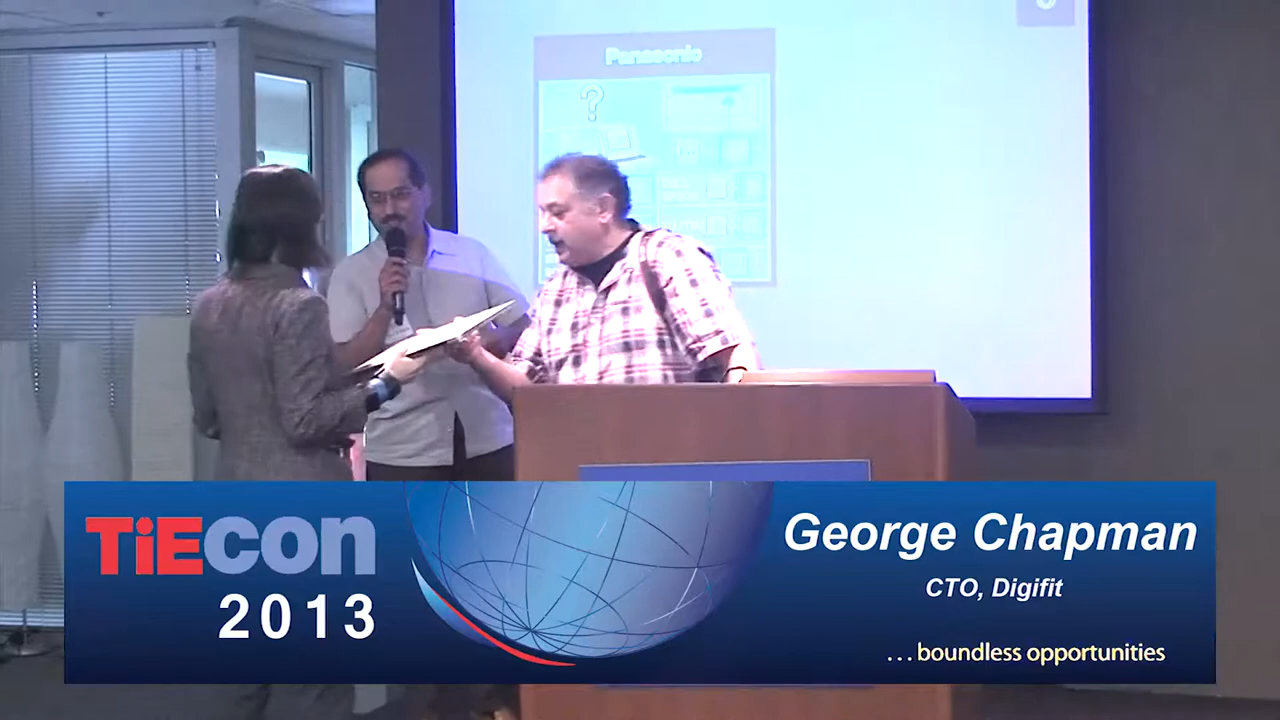 Panasonic
?
TiEcon
2013
George Chapman
CTO, Digifit
...boundless opportunities